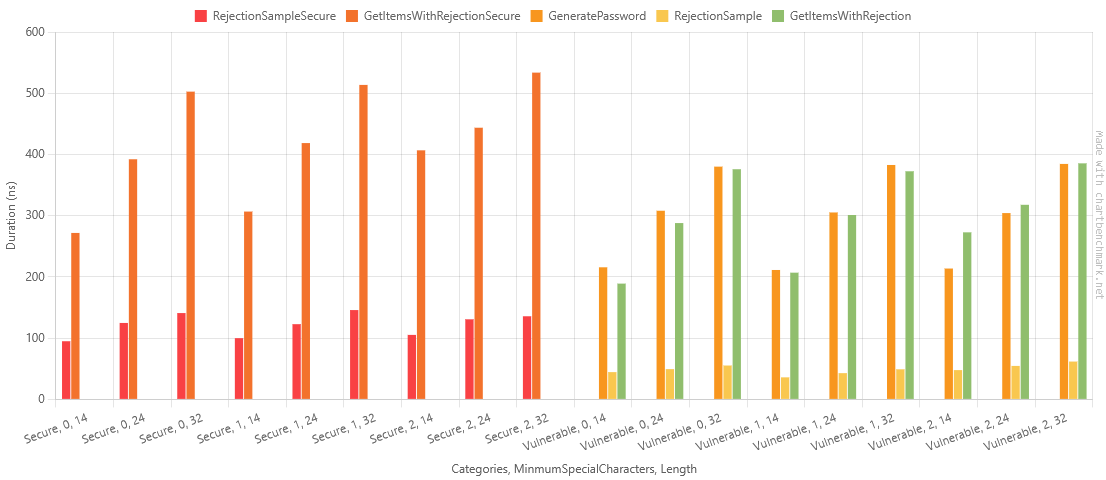 RejectionSampleSecure GetItemsWithRejectionSecure GeneratePassword RejectionSample GetItemsWithRejection
600
500
400
300
200
100
0
Duration (ns)
Secure, 0, 14
Secure, 0, 24
Secure, 0, 32
Secure, 1, 14
Secure, 1, 24
Secure, 1, 32
Secure, 2, 14
Secure, 2, 24
Secure, 2, 32
Vulnerable, 0, 14
Vulnerable, 0, 24
Vulnerable, 0, 32
Vulnerable, 1, 14
Vulnerable, 1, 24
Vulnerable, 1, 32
Vulnerable, 2, 14
Vulnerable, 2, 24
Vulnerable, 2, 32
Categories, MinmumSpecialCharacters, Length
Made with chartbenchmark.net